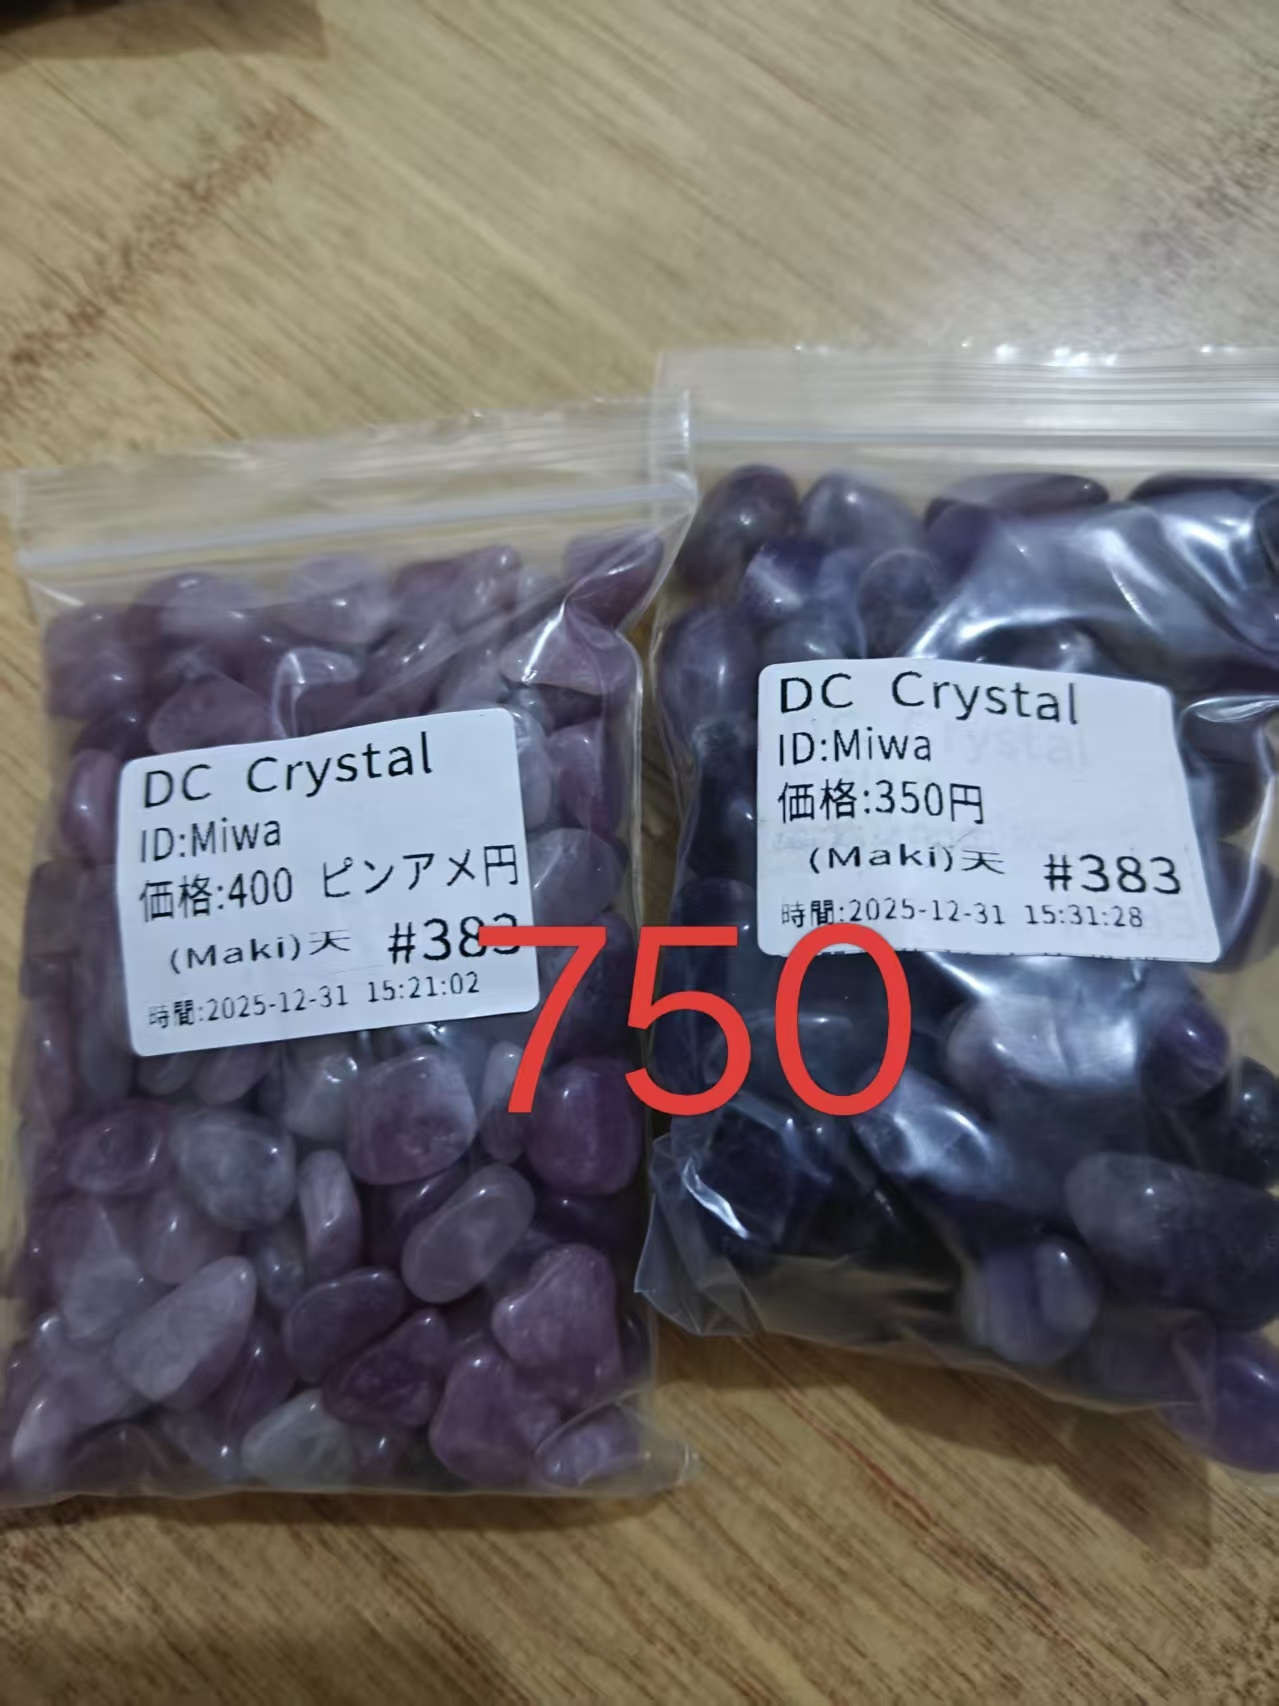 DC Crystal
ID:Miwa
価格:400 ピンアメ円
(Maki)天 #383
時間:2025-12-31 15:21:02
DC Crystal
ID:Miwa
価格:350円
(Maki)天 #383
時間:2025-12-31 15:31:28
750